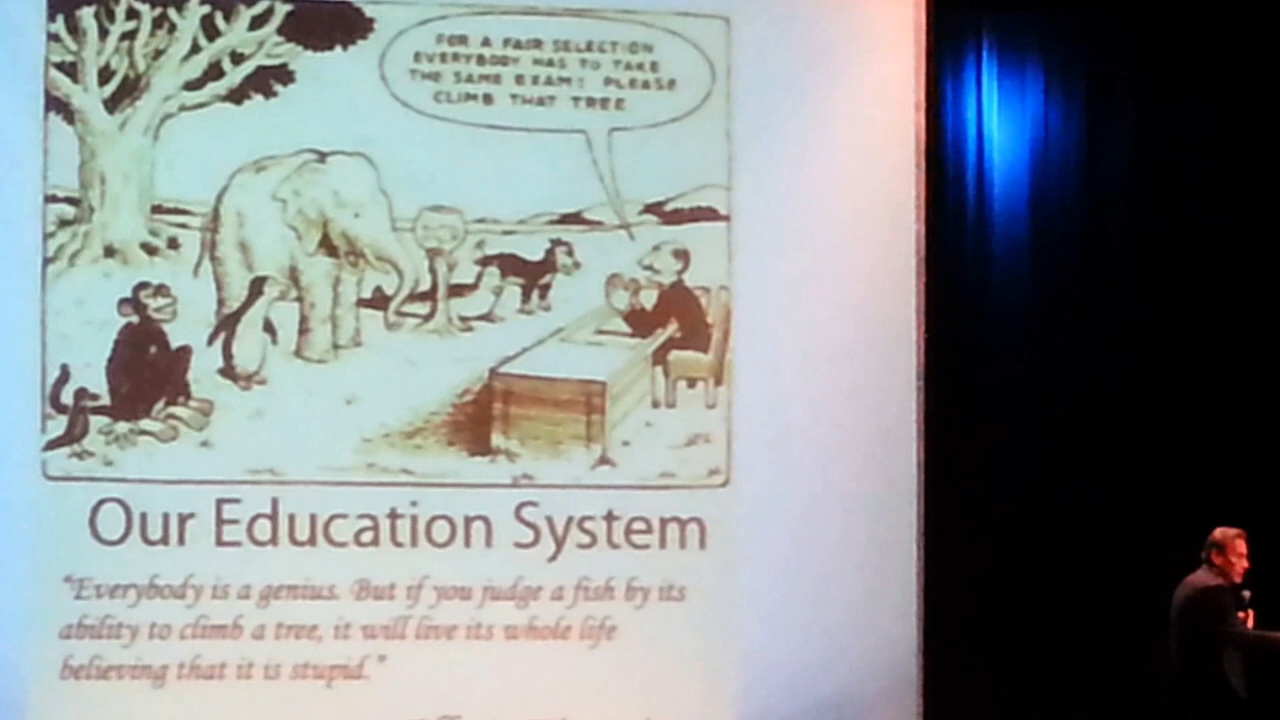 FOR A FAIR SELECTION
EVERYBODY HAS TO TAKE
THE SAME EXAM: PLEASE
CLIMB THAT TREE
Our Education System
"Everybody is a genius. But if you judge a fish by its
ability to climb a tree, it will live its whole life
believing that it is stupid."